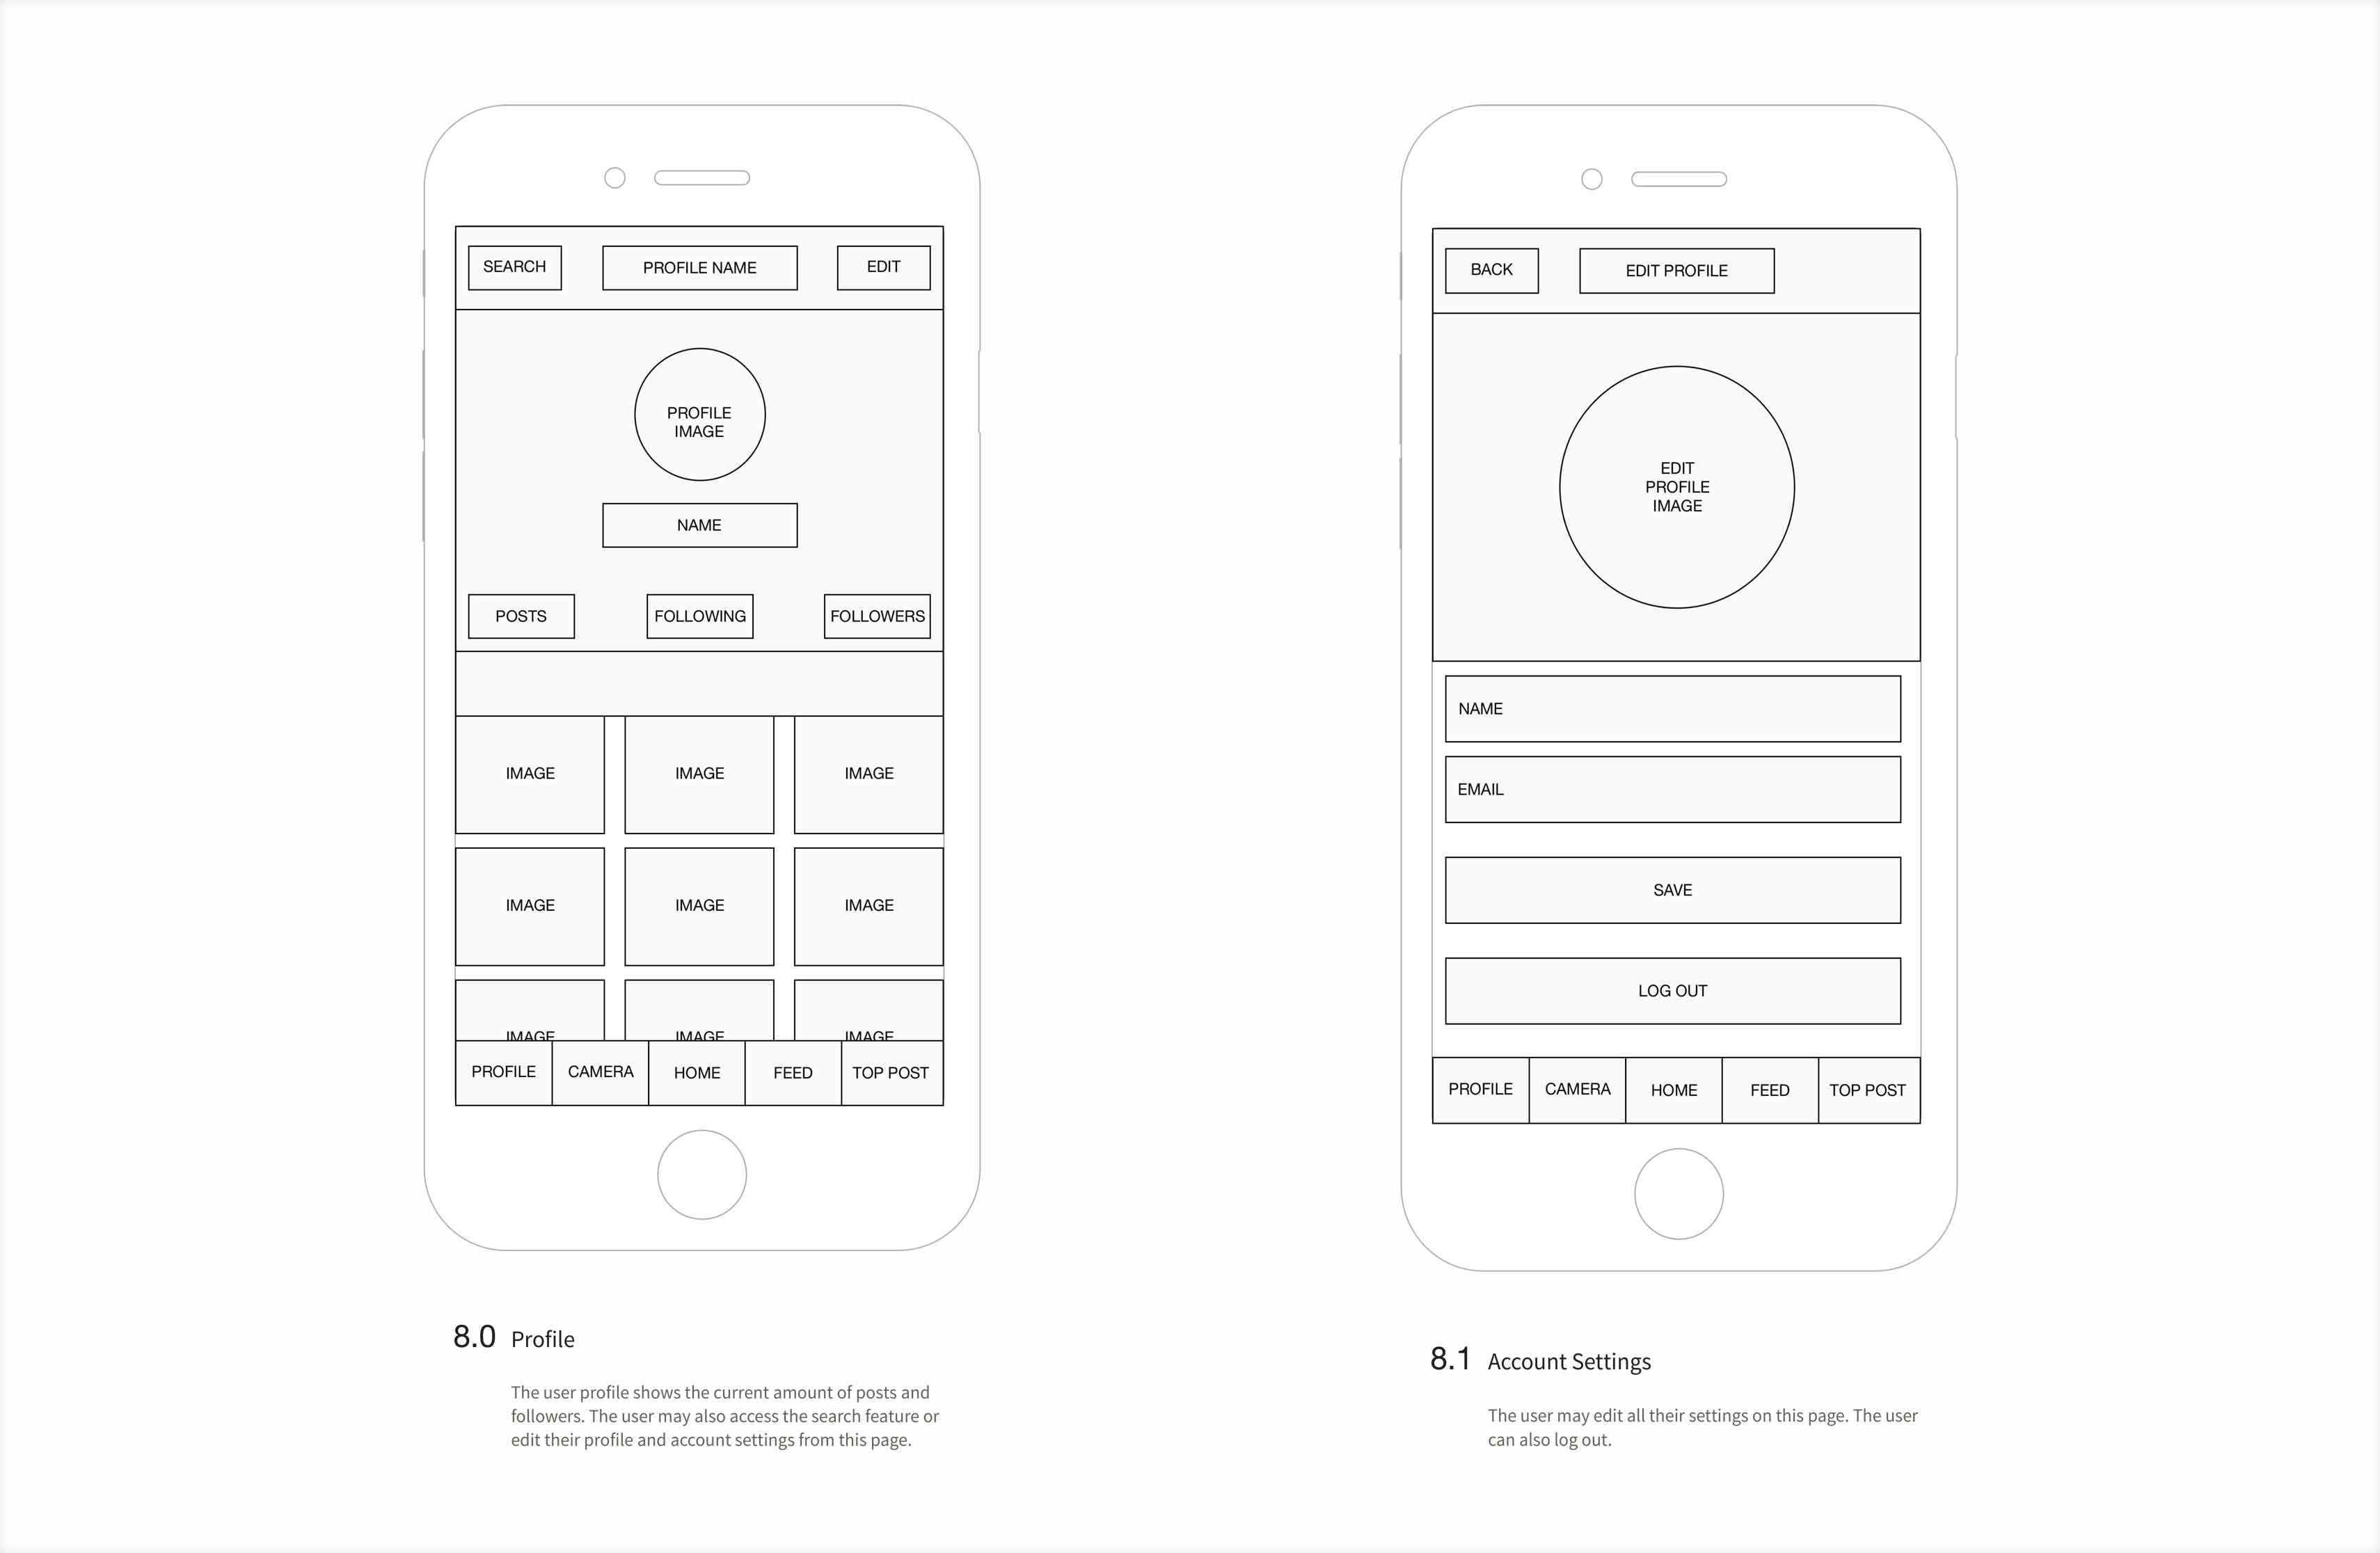 SEARCH
PROFILE NAME
EDIT
PROFILE
IMAGE
NAME
POSTS
FOLLOWING
FOLLOWERS
IMAGE
IMAGE
IMAGE
IMAGE
IMAGE
IMAGE
IMAGE
IMAGE
IMAGE
PROFILE
CAMERA
HOME
FEED
TOP POST
8.0 Profile
The user profile shows the current amount of posts and
followers. The user may also access the search feature or
edit their profile and account settings from this page.
BACK
EDIT PROFILE
EDIT
PROFILE
IMAGE
NAME
EMAIL
SAVE
LOG OUT
PROFILE
CAMERA
HOME
FEED
TOP POST
8.1 Account Settings
The user may edit all their settings on this page. The user
can also log out.